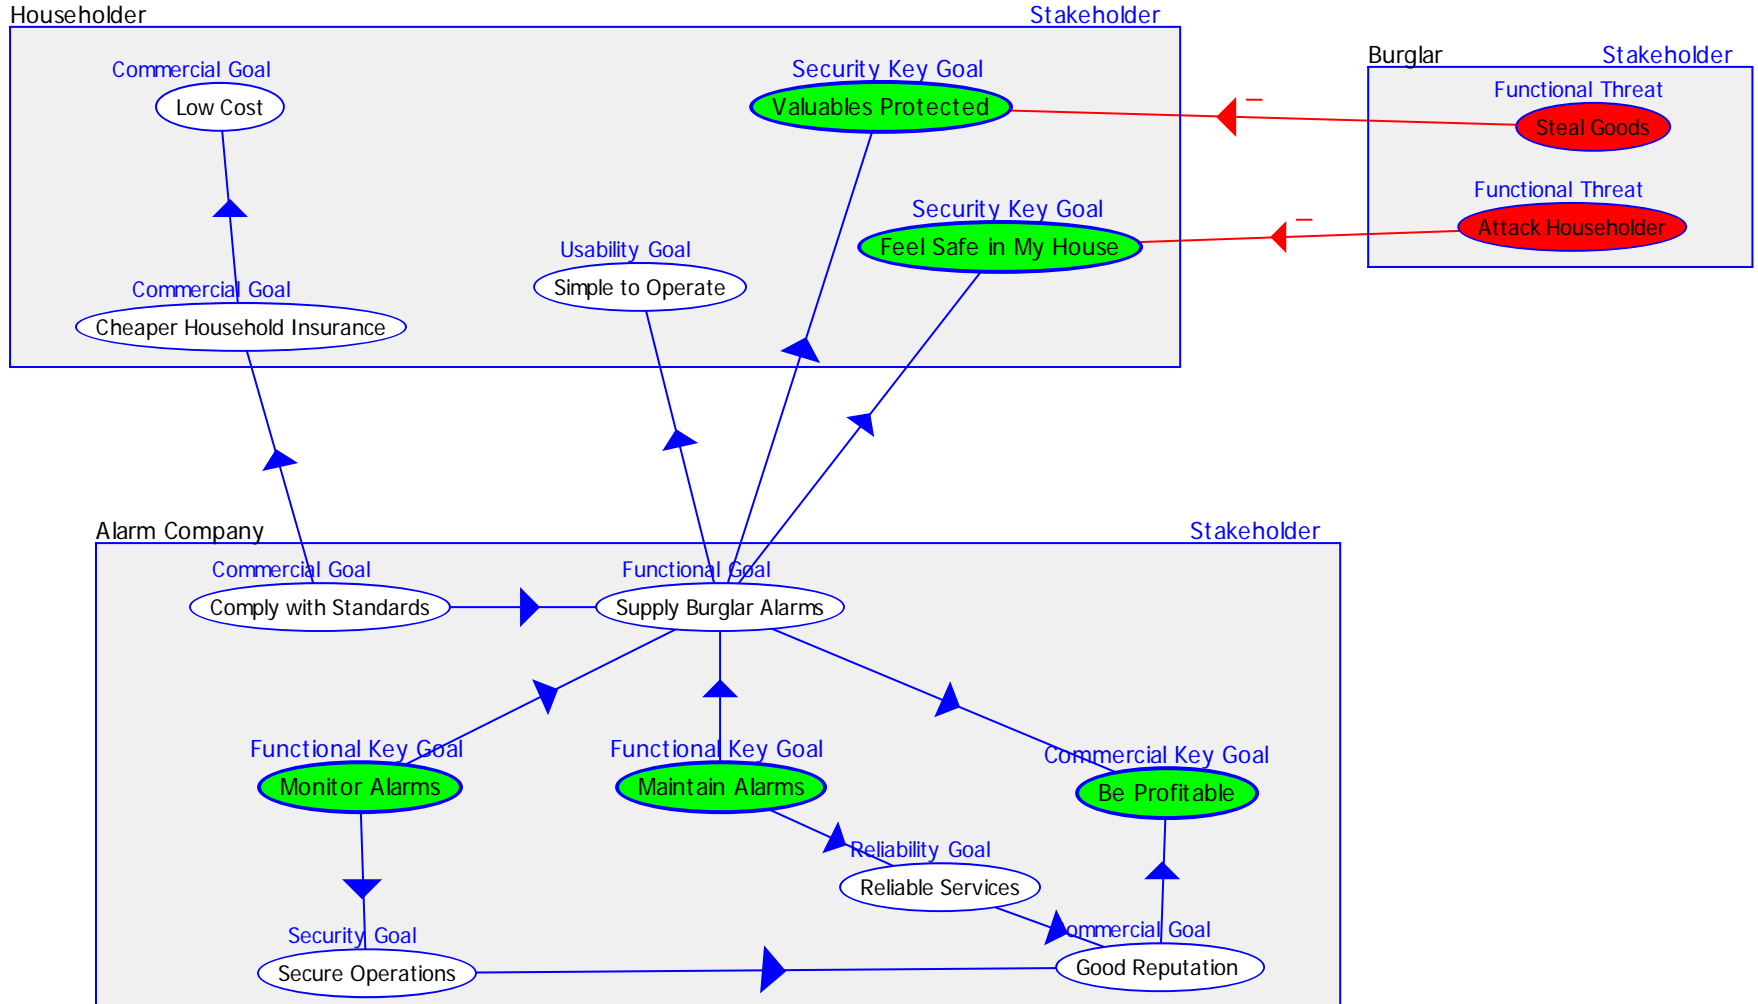 Householder
Stakeholder
Commercial Goal
Low Cost
Security Key Goal
Valuables Protected
Burglar
Stakeholder
Functional Threat
Steal Goods
Functional Threat
Attack Householder
Security Key Goal
Feel Safe in My House
Usability Goal
Simple to Operate
Commercial Goal
Cheaper Household Insurance
Alarm Company
Stakeholder
Commercial Goal
Comply with Standards
Functional Goal
Supply Burglar Alarms
Functional Key Goal
Monitor Alarms
Functional Key Goal
Maintain Alarms
Commercial Key Goal
Be Profitable
Reliability Goal
Reliable Services
Security Goal
Secure Operations
Commercial Goal
Good Reputation